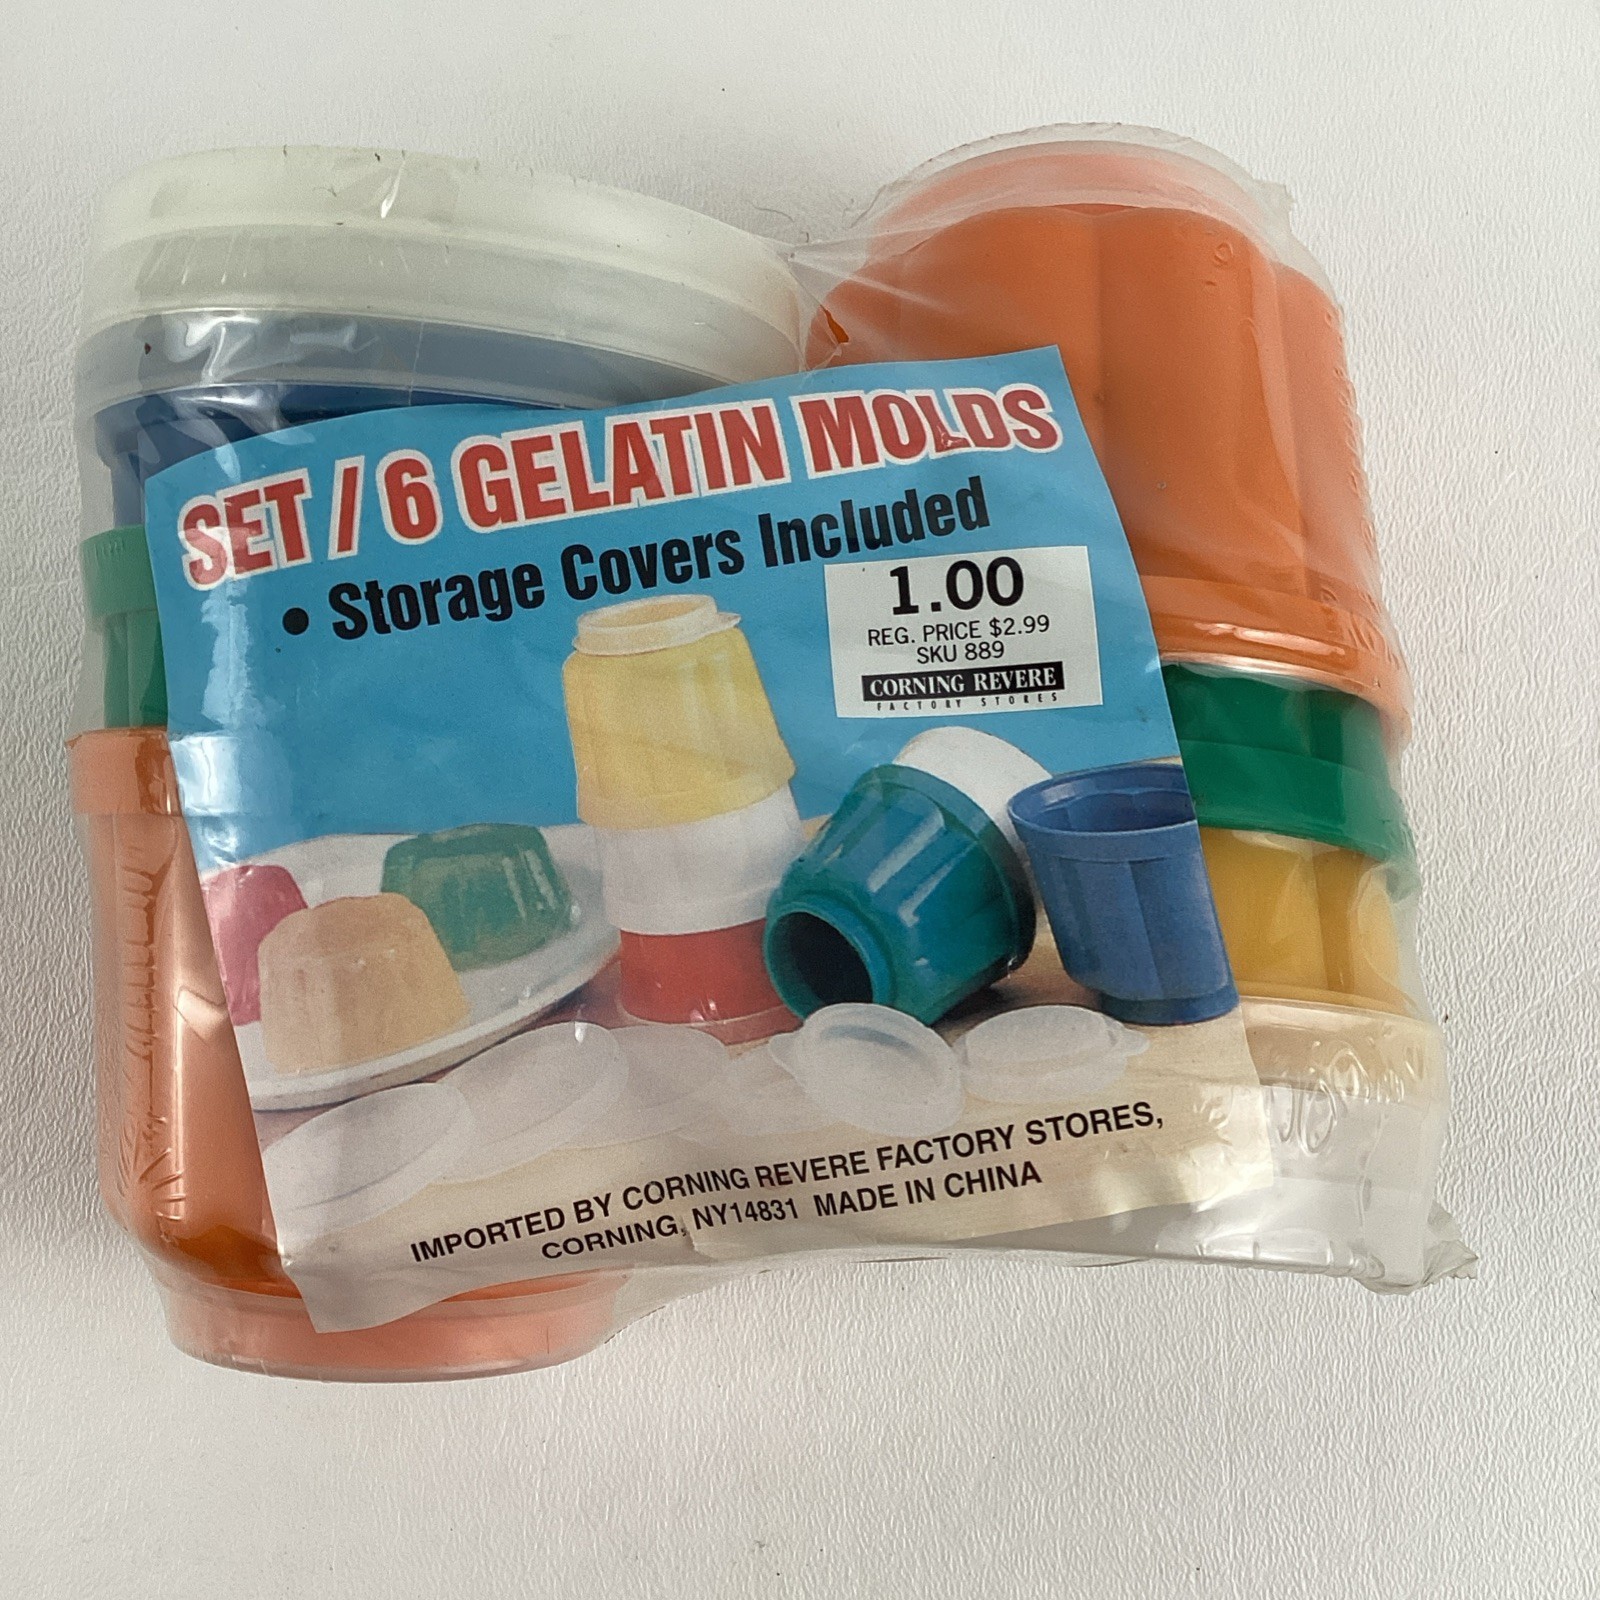 SET / 6 GELATIN MOLDS
• Storage Covers Included
1.00
REG. PRICE $2.99
SKU 889
CORNING REVERE
FACTORY STORES
IMPORTED BY CORNING REVERE FACTORY STORES,
CORNING, NY14831 MADE IN CHINA